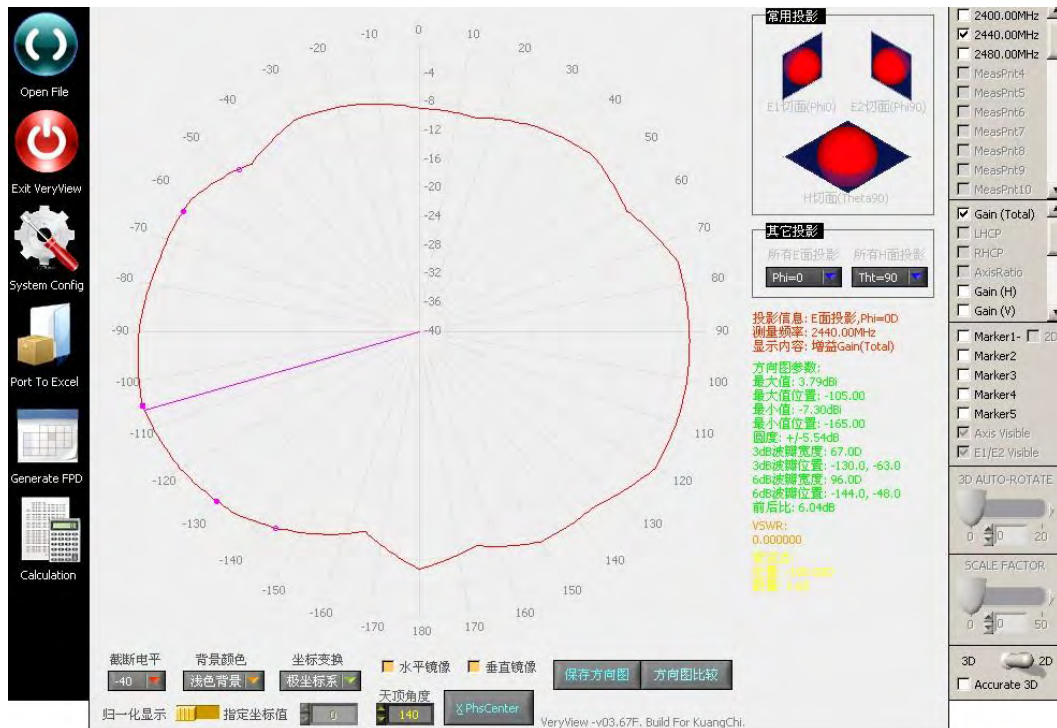 Open File
Exit VeryView
System Config
Port To Excel
Generate FPD
Calculation
0
-10
10
-20
20
-30
30
-40
40
-50
50
-60
60
-70
70
-80
80
-90
90
-100
100
-110
110
-120
120
-130
130
-140
140
-150
150
-160
160
-170
180
170
0
-4
-8
-12
-16
-20
-24
-28
-32
-36
-40
常用投影
E1切面(Phi0)
E2切面(Phi90)
H切面(Theta90)
其它投影
所有E面投影 所有H面投影
Phi=0 Tht=90
投影信息: E面投影,Phi=0D
测量频率: 2440.00MHz
显示内容: 增益Gain(Total)
方向图参数:
最大值: 3.79dBi
最大值位置: -105.00
最小值: -7.30dBi
最小值位置: -165.00
圆度: +/-5.54dB
3dB波瓣宽度: 67.0D
3dB波瓣位置: -130.0, -63.0
6dB波瓣宽度: 96.0D
6dB波瓣位置: -144.0, -48.0
前后比: 6.04dB
VSWR:
0.000000
2400.00MHz
2440.00MHz
2480.00MHz
MeasPnt4
MeasPnt5
MeasPnt6
MeasPnt7
MeasPnt8
MeasPnt9
MeasPnt10
Gain (Total)
LHCP
RHCP
AxisRatio
Gain (H)
Gain (V)
Marker1- 2D
Marker2
Marker3
Marker4
Marker5
Axis Visible
E1/E2 Visible
3D AUTO-ROTATE
0 0 20
SCALE FACTOR
0 0 50
3D 2D
Accurate 3D
截断电平 背景颜色 坐标变换
-40 浅色背景 极坐标系
水平镜像 垂直镜像
保存方向图 方向图比较
归一化显示 指定坐标值 0
天顶角度
140
X PhsCenter
VeryView -v03.67F. Build For KuangChi.